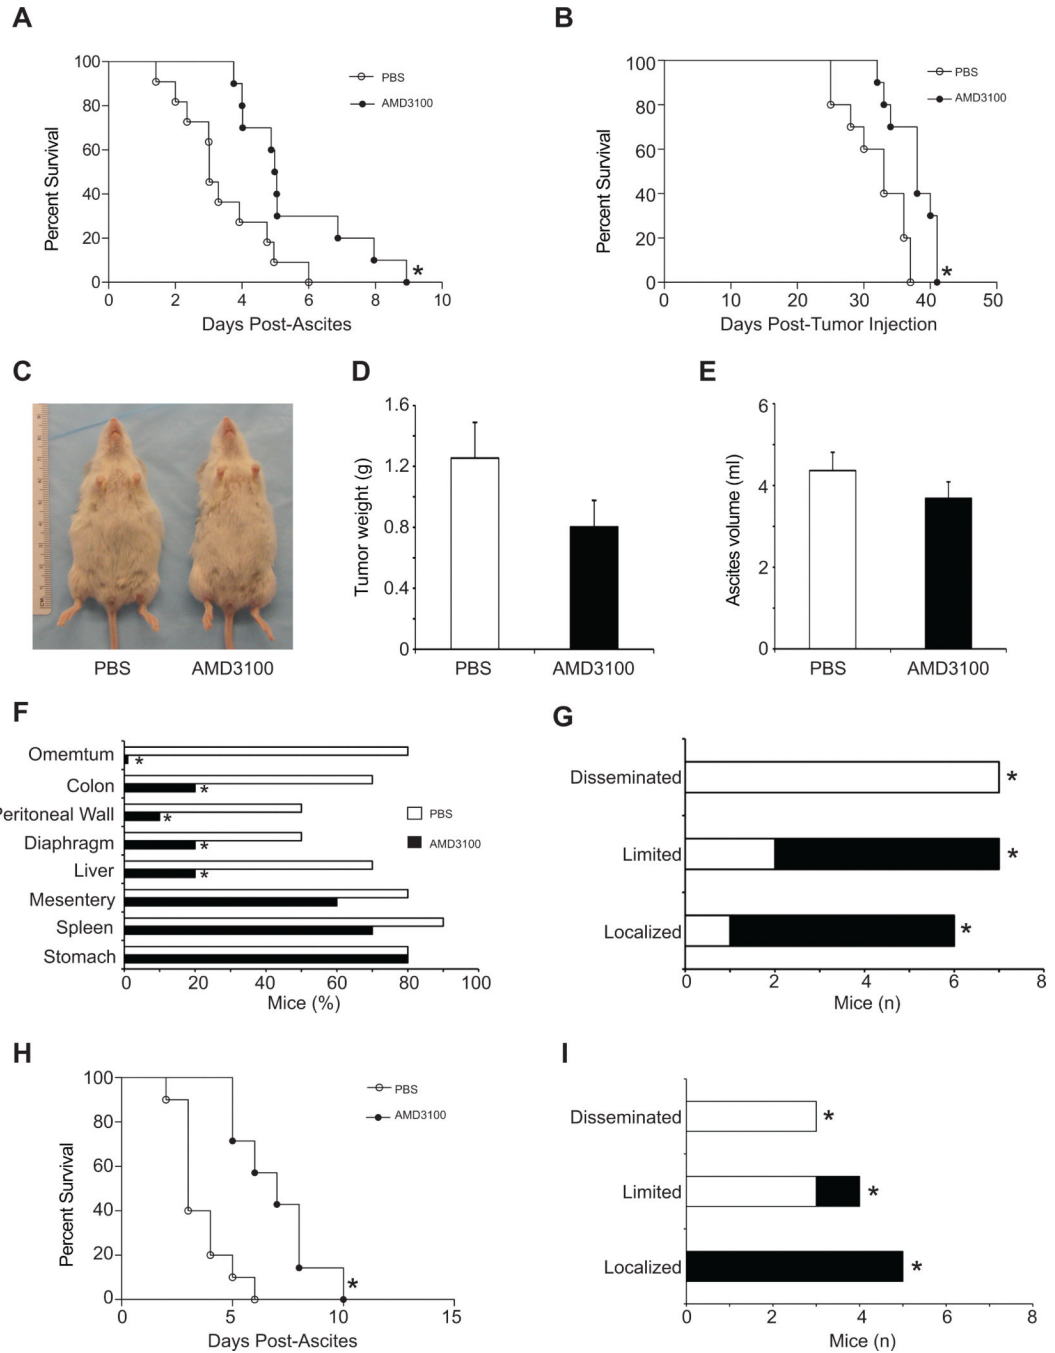 A
100
80
60
40
20
0
Percent Survival
PBS
AMD3100
*
0 2 4 6 8 10
Days Post-Ascites
B
100
80
60
40
20
0
Percent Survival
PBS
AMD3100
*
0 10 20 30 40 50
Days Post-Tumor Injection
C
PBS AMD3100
D
1.6
1.2
0.8
0.4
0
Tumor weight (g)
PBS AMD3100
E
6
4
2
0
Ascites volume (ml)
PBS AMD3100
F
Omemtum *
Colon *
Peritoneal Wall *
Diaphragm *
Liver *
Mesentery
Spleen
Stomach
PBS
AMD3100
0 20 40 60 80 100
Mice (%)
G
Disseminated *
Limited *
Localized *
0 2 4 6 8
Mice (n)
H
100
80
60
40
20
0
Percent Survival
PBS
AMD3100
*
0 5 10 15
Days Post-Ascites
I
Disseminated *
Limited *
Localized *
0 2 4 6 8
Mice (n)